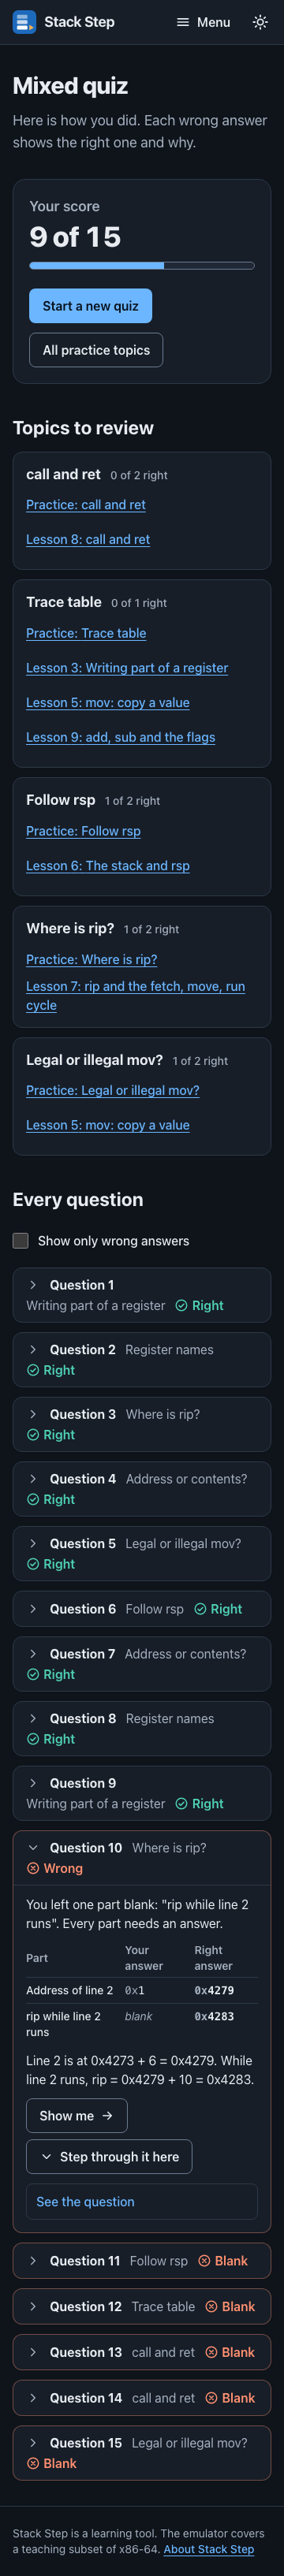 Stack Step
Menu
Mixed quiz
Here is how you did. Each wrong answer
shows the right one and why.
Your score
9 of 15
Start a new quiz
All practice topics
Topics to review
call and ret 0 of 2 right
Practice: call and ret
Lesson 8: call and ret
Trace table 0 of 1 right
Practice: Trace table
Lesson 3: Writing part of a register
Lesson 5: mov: copy a value
Lesson 9: add, sub and the flags
Follow rsp 1 of 2 right
Practice: Follow rsp
Lesson 6: The stack and rsp
Where is rip? 1 of 2 right
Practice: Where is rip?
Lesson 7: rip and the fetch, move, run
cycle
Legal or illegal mov? 1 of 2 right
Practice: Legal or illegal mov?
Lesson 5: mov: copy a value
Every question
Show only wrong answers
Question 1
Writing part of a register Right
Question 2 Register names
Right
Question 3 Where is rip?
Right
Question 4 Address or contents?
Right
Question 5 Legal or illegal mov?
Right
Question 6 Follow rsp Right
Question 7 Address or contents?
Right
Question 8 Register names
Right
Question 9
Writing part of a register Right
Question 10 Where is rip?
Wrong
You left one part blank: "rip while line 2
runs". Every part needs an answer.
Part Your answer Right answer
Address of line 2 0x1 0x4279
rip while line 2 runs blank 0x4283
Line 2 is at 0x4273 + 6 = 0x4279. While
line 2 runs, rip = 0x4279 + 10 = 0x4283.
Show me →
Step through it here
See the question
Question 11 Follow rsp Blank
Question 12 Trace table Blank
Question 13 call and ret Blank
Question 14 call and ret Blank
Question 15 Legal or illegal mov?
Blank
Stack Step is a learning tool. The emulator covers
a teaching subset of x86-64. About Stack Step